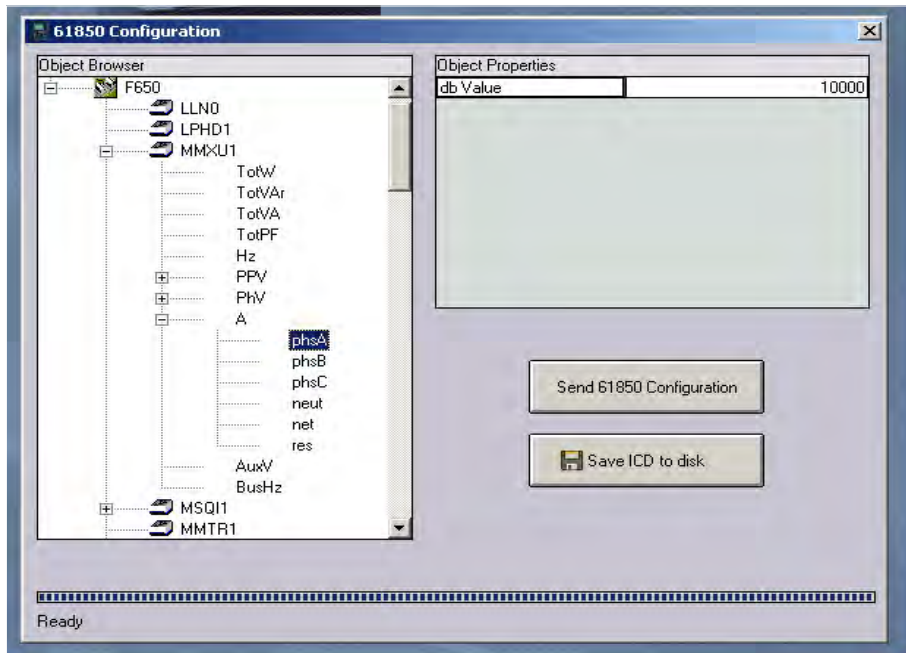 61850 Configuration
Object Browser
F650
LLN0
LPHD1
MMXU1
TotW
TotVAr
TotVA
TotPF
Hz
PPV
PhV
A
phsA
phsB
phsC
neut
net
res
AuxV
BusHz
MSQI1
MMTR1
Object Properties
db Value 10000
Send 61850 Configuration
Save ICD to disk
Ready